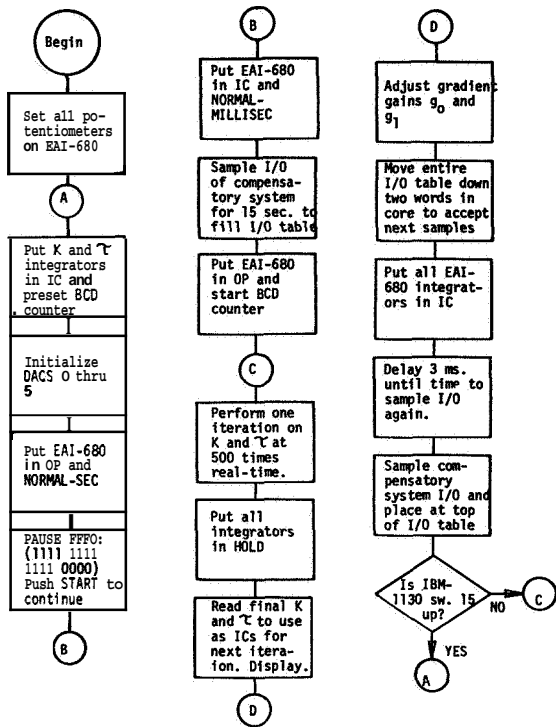 Begin
Set all po-
tentiometers
on EAI-680
A
Put K and τ
integrators
in IC and
preset BCD
counter
Initialize
DACS 0 thru
5
Put EAI-680
in OP and
NORMAL-SEC
PAUSE FFFO:
(1111 1111
1111 0000)
Push START to
continue
B
B
Put EAI-680
in IC and
NORMAL-
MILLISEC
Sample I/O
of compensa-
tory system
for 15 sec. to
fill I/O table
Put EAI-680
in OP and
start BCD
counter
C
Perform one
iteration on
K and τ at
500 times
real-time.
Put all
integrators
in HOLD
Read final K
and τ to use
as ICs for
next itera-
tion. Display.
D
D
Adjust gradient
gains g0 and
g1
Move entire
I/O table down
two words in
core to accept
next samples
Put all EAI-
680 integrat-
ors in IC
Delay 3 ms.
until time to
sample I/O
again.
Sample com-
pensatory
system I/O and
place at top
of I/O table
Is IBM-
1130 sw. 15
up?
NO
C
YES
A